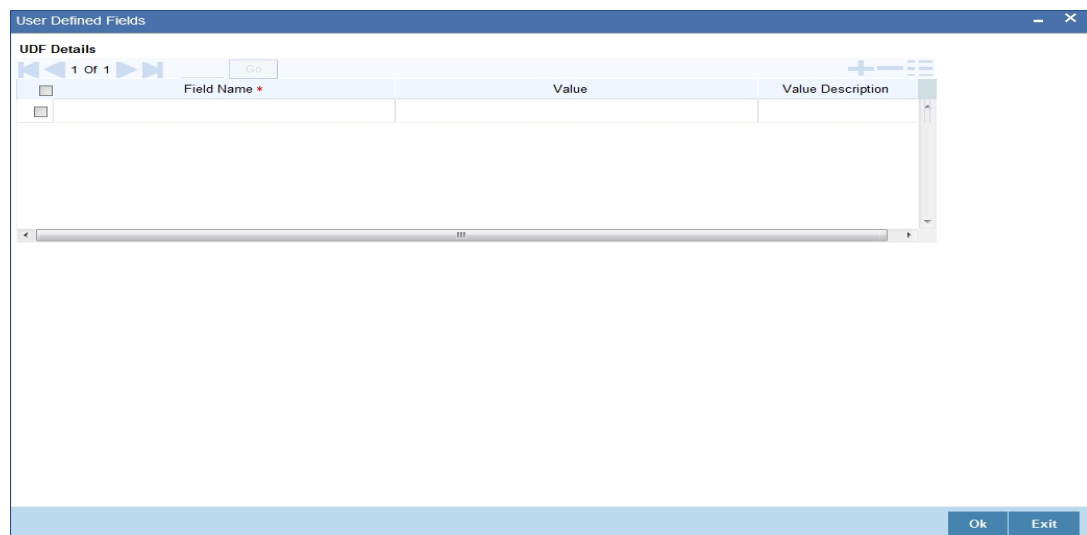 User Defined Fields
UDF Details
1 Of 1 Go
Field Name * Value Value Description
Ok Exit